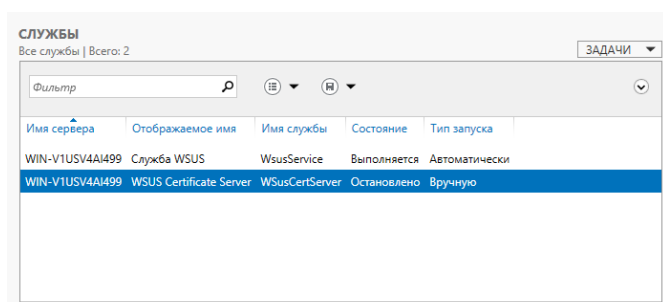 СЛУЖБЫ
Все службы | Всего: 2
ЗАДАЧИ
Фильтр
Имя сервера Отображаемое имя Имя службы Состояние Тип запуска
WIN-V1USV4AI499 Служба WSUS WsusService Выполняется Автоматически
WIN-V1USV4AI499 WSUS Certificate Server WSusCertServer Остановлено Вручную